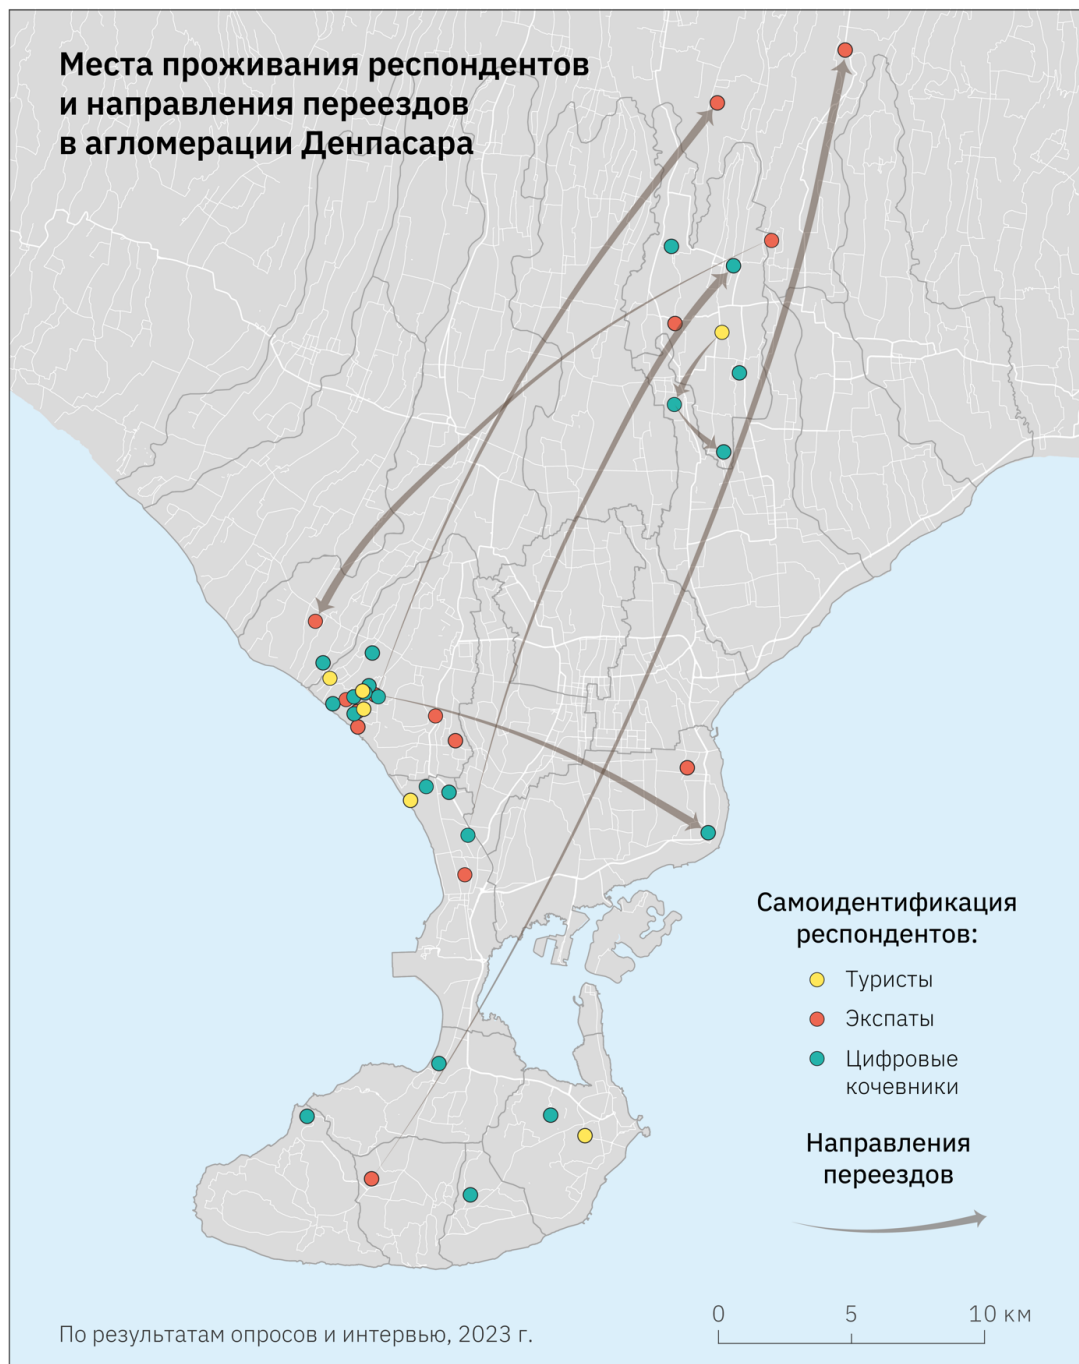 Места проживания респондентов
и направления переездов
в агломерации Денпасара
Самоидентификация
респондентов:
Туристы
Экспаты
Цифровые
кочевники
Направления
переездов
0 5 10 км
По результатам опросов и интервью, 2023 г.